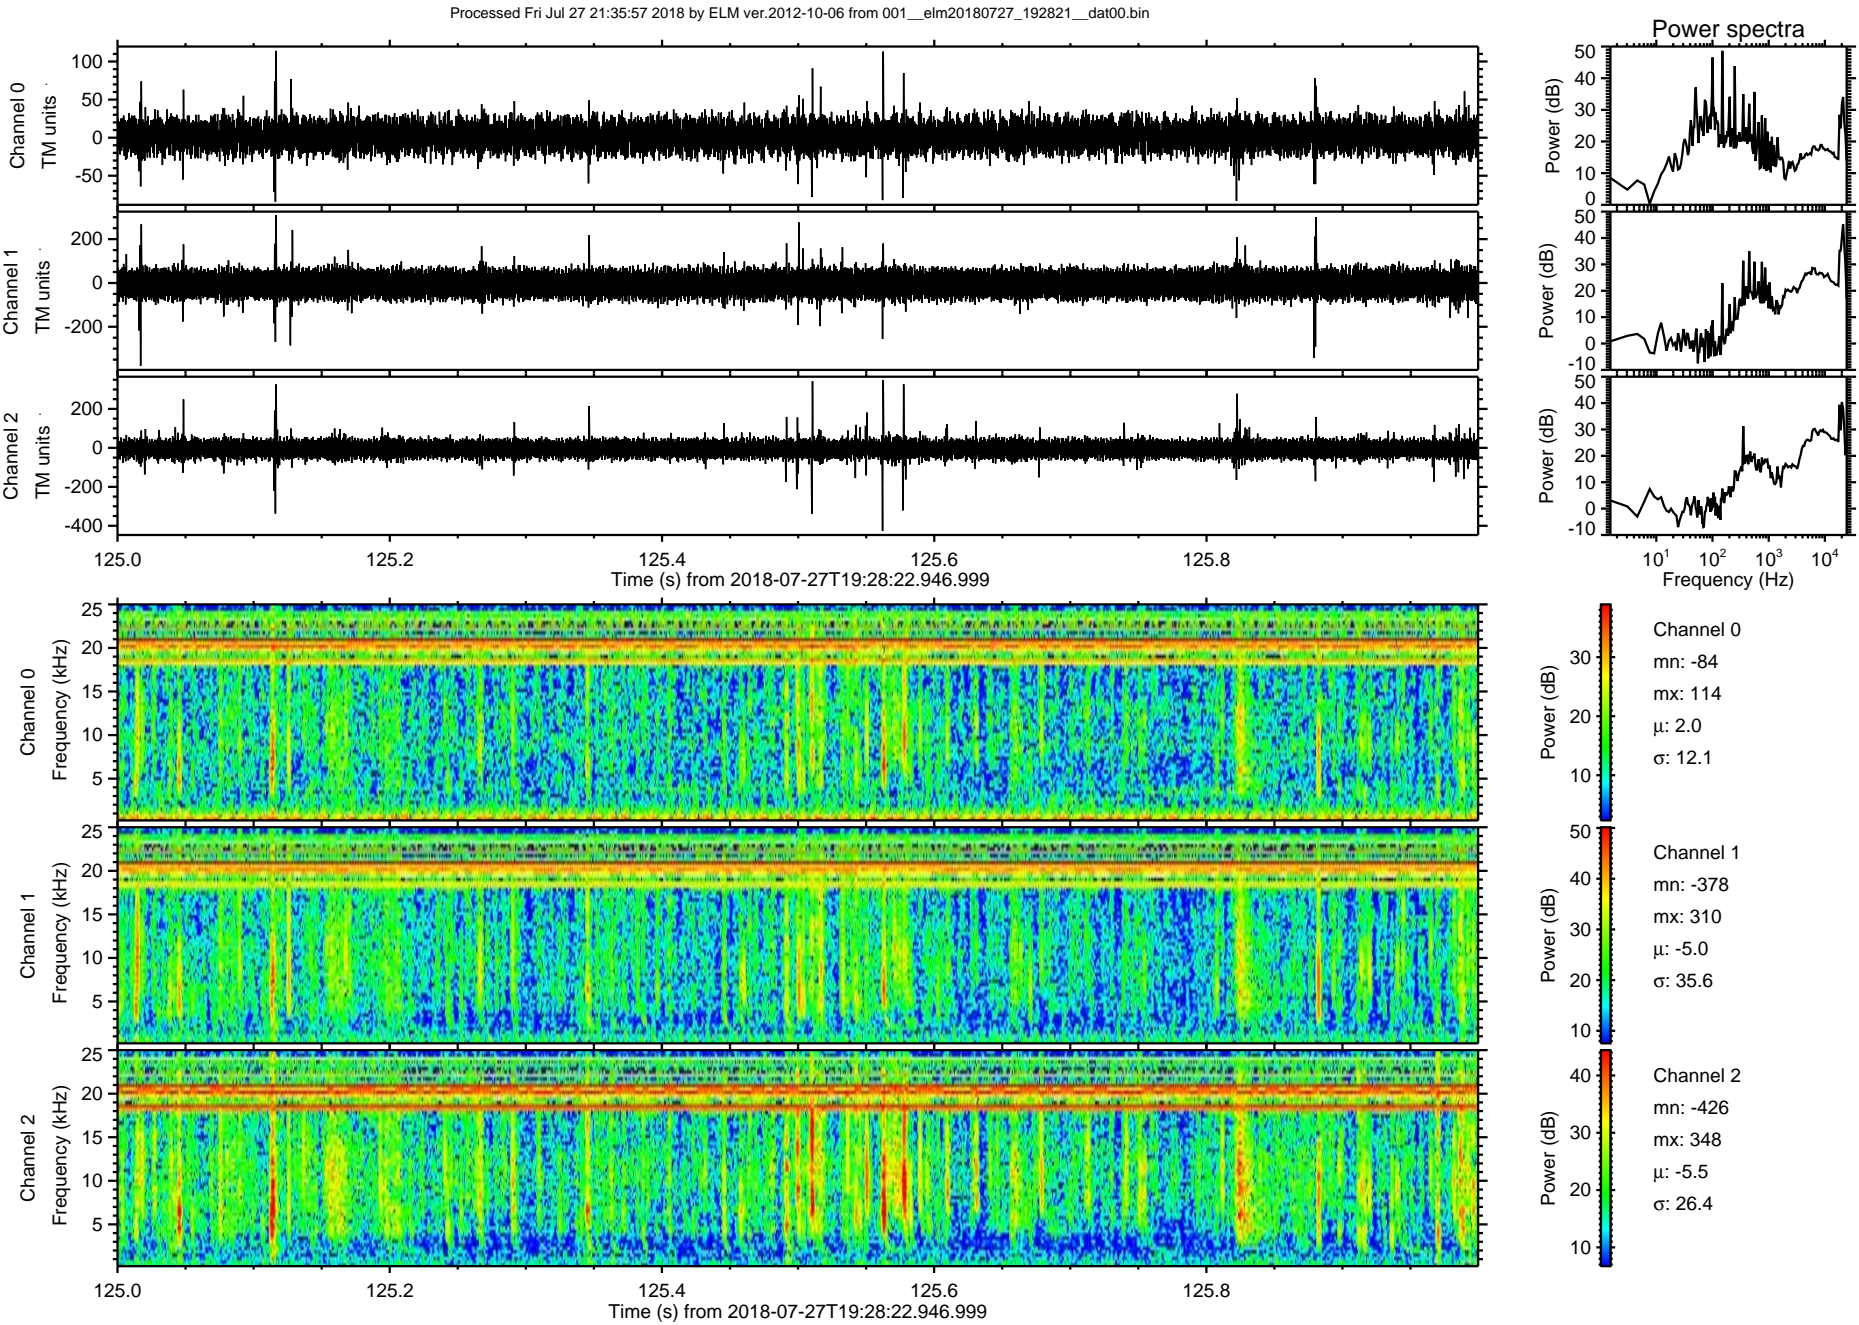 Processed Fri Jul 27 21:35:57 2018 by ELM ver.2012-10-06 from 001__elm20180727_192821__dat00.bin
Power spectra
Channel 0
TM units
100
50
0
-50
Power (dB)
50
40
30
20
10
0
Channel 1
TM units
200
0
-200
Power (dB)
50
40
30
20
10
0
-10
Channel 2
TM units
200
0
-200
-400
Power (dB)
50
40
30
20
10
0
-10
125.0 125.2 125.4 125.6 125.8
Time (s) from 2018-07-27T19:28:22.946.999
10¹ 10² 10³ 10⁴
Frequency (Hz)
Channel 0
Frequency (kHz)
25
20
15
10
5
Power (dB)
30
20
10
Channel 0
mn: -84
mx: 114
μ: 2.0
σ: 12.1
Channel 1
Frequency (kHz)
25
20
15
10
5
Power (dB)
50
40
30
20
10
Channel 1
mn: -378
mx: 310
μ: -5.0
σ: 35.6
Channel 2
Frequency (kHz)
25
20
15
10
5
Power (dB)
40
30
20
10
Channel 2
mn: -426
mx: 348
μ: -5.5
σ: 26.4
125.0 125.2 125.4 125.6 125.8
Time (s) from 2018-07-27T19:28:22.946.999